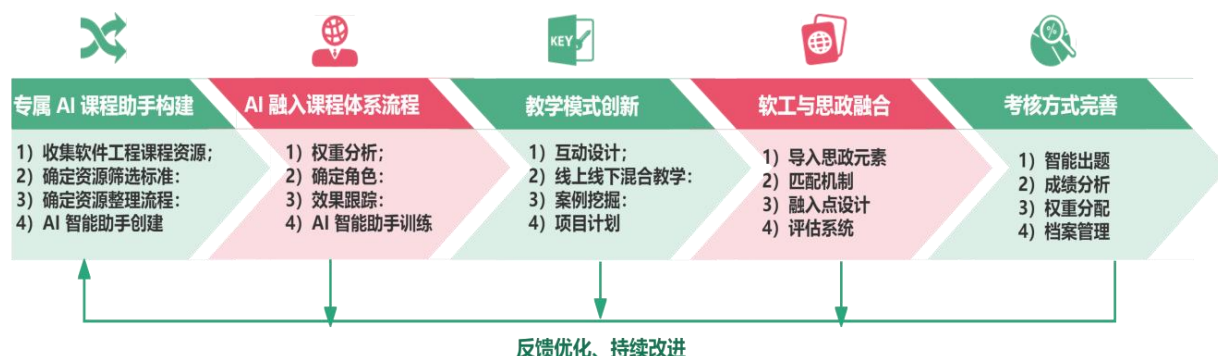 KEY
%
专属 AI 课程助手构建
1）收集软件工程课程资源；
2）确定资源筛选标准：
3）确定资源整理流程：
4）AI 智能助手创建
AI 融入课程体系流程
1）权重分析；
2）确定角色：
3）效果跟踪：
4）AI 智能助手训练
教学模式创新
1）互动设计；
2）线上线下混合教学：
3）案例挖掘：
4）项目计划
软工与思政融合
1）导入思政元素
2）匹配机制
3）融入点设计
4）评估系统
考核方式完善
1）智能出题
2）成绩分析
3）权重分配
4）档案管理
反馈优化、持续改进